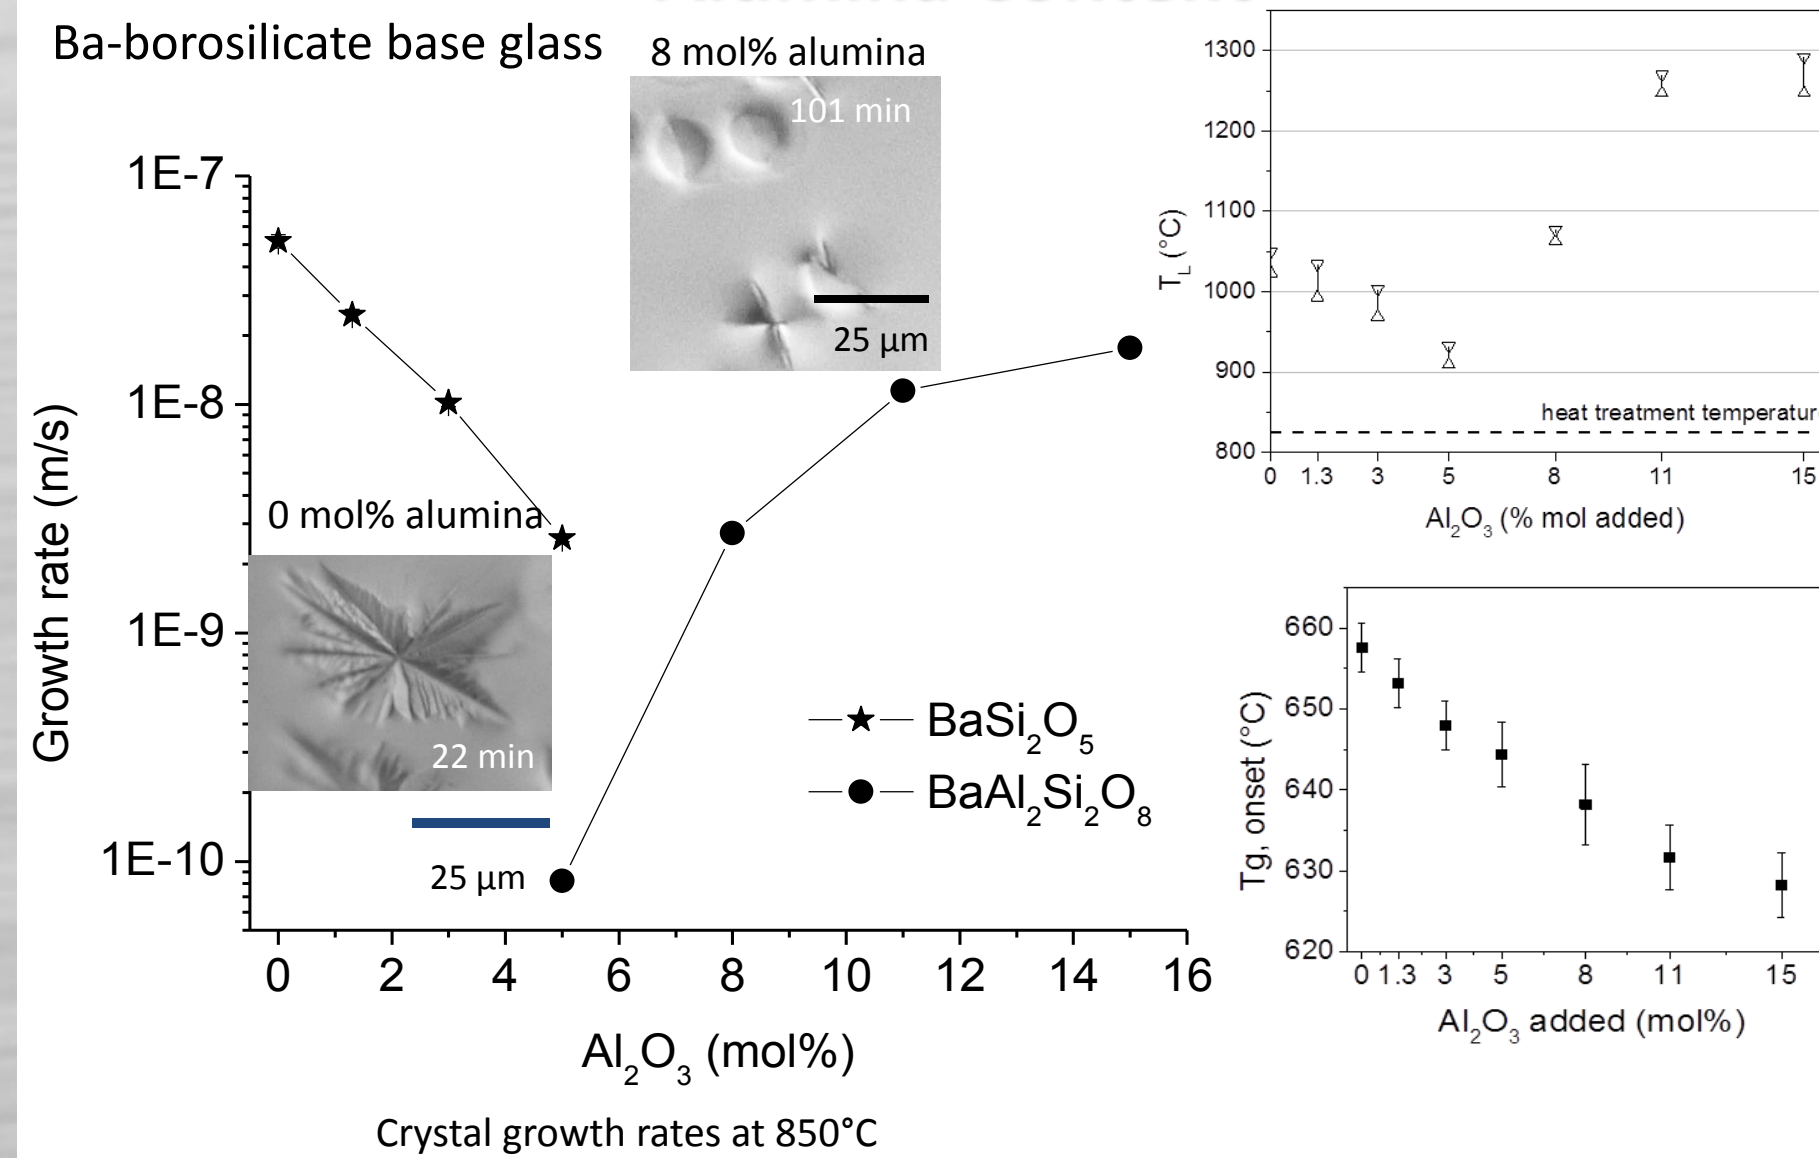 Ba-borosilicate base glass
8 mol% alumina
101 min
25 µm
1E-7
1E-8
1E-9
1E-10
Growth rate (m/s)
0 mol% alumina
22 min
25 µm
BaSi2O5
BaAl2Si2O8
0 2 4 6 8 10 12 14 16
Al2O3 (mol%)
Crystal growth rates at 850°C
1300
1200
1100
1000
900
800
TL (°C)
heat treatment temperature
0 1.3 3 5 8 11 15
Al2O3 (% mol added)
660
650
640
630
620
Tg, onset (°C)
0 1.3 3 5 8 11 15
Al2O3 added (mol%)